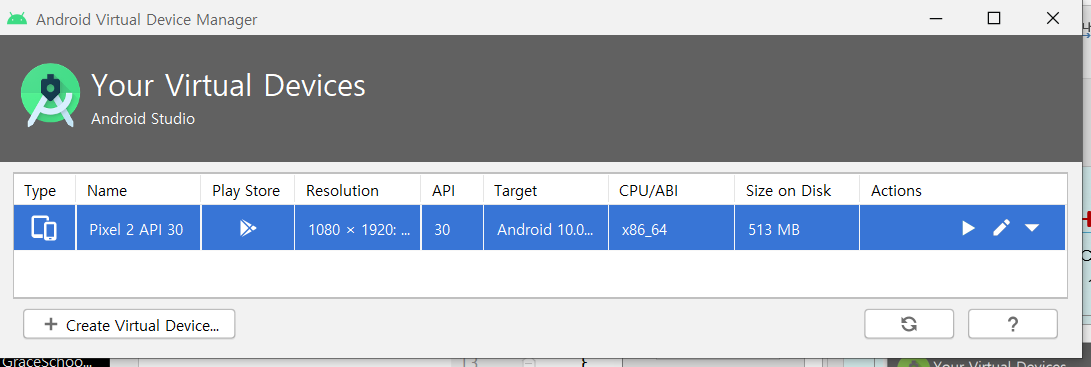 Android Virtual Device Manager
Your Virtual Devices
Android Studio
Type Name Play Store Resolution API Target CPU/ABI Size on Disk Actions
Pixel 2 API 30 1080 × 1920: ... 30 Android 10.0... x86_64 513 MB
+ Create Virtual Device...
?
GraceSchoo...
3 }
Your Virtual Devices